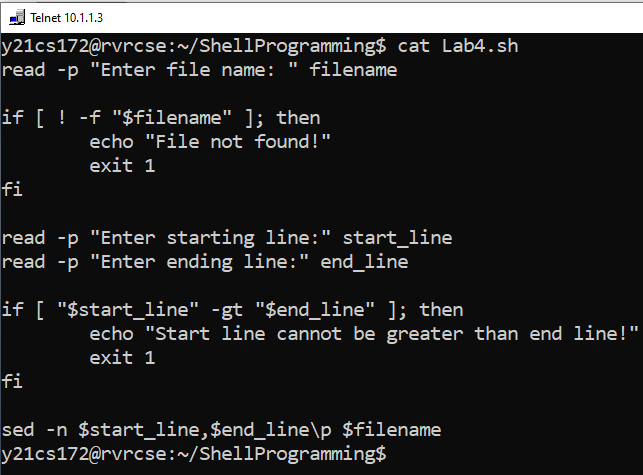 Telnet 10.1.1.3
y21cs172@rvrcse:~/ShellProgramming$ cat Lab4.sh
read -p "Enter file name: " filename
if [ ! -f "$filename" ]; then
        echo "File not found!"
        exit 1
fi
read -p "Enter starting line:" start_line
read -p "Enter ending line:" end_line
if [ "$start_line" -gt "$end_line" ]; then
        echo "Start line cannot be greater than end line!"
        exit 1
fi
sed -n $start_line,$end_line\p $filename
y21cs172@rvrcse:~/ShellProgramming$